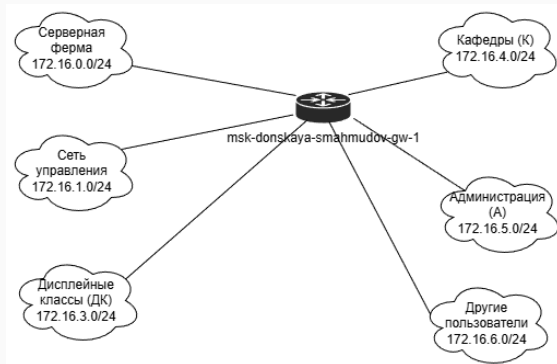 Серверная
ферма
172.16.0.0/24
Кафедры (К)
172.16.4.0/24
msk-donskaya-smahmudov-gw-1
Сеть
управления
172.16.1.0/24
Администрация
(А)
172.16.5.0/24
Дисплейные
классы (ДК)
172.16.3.0/24
Другие
пользователи
172.16.6.0/24